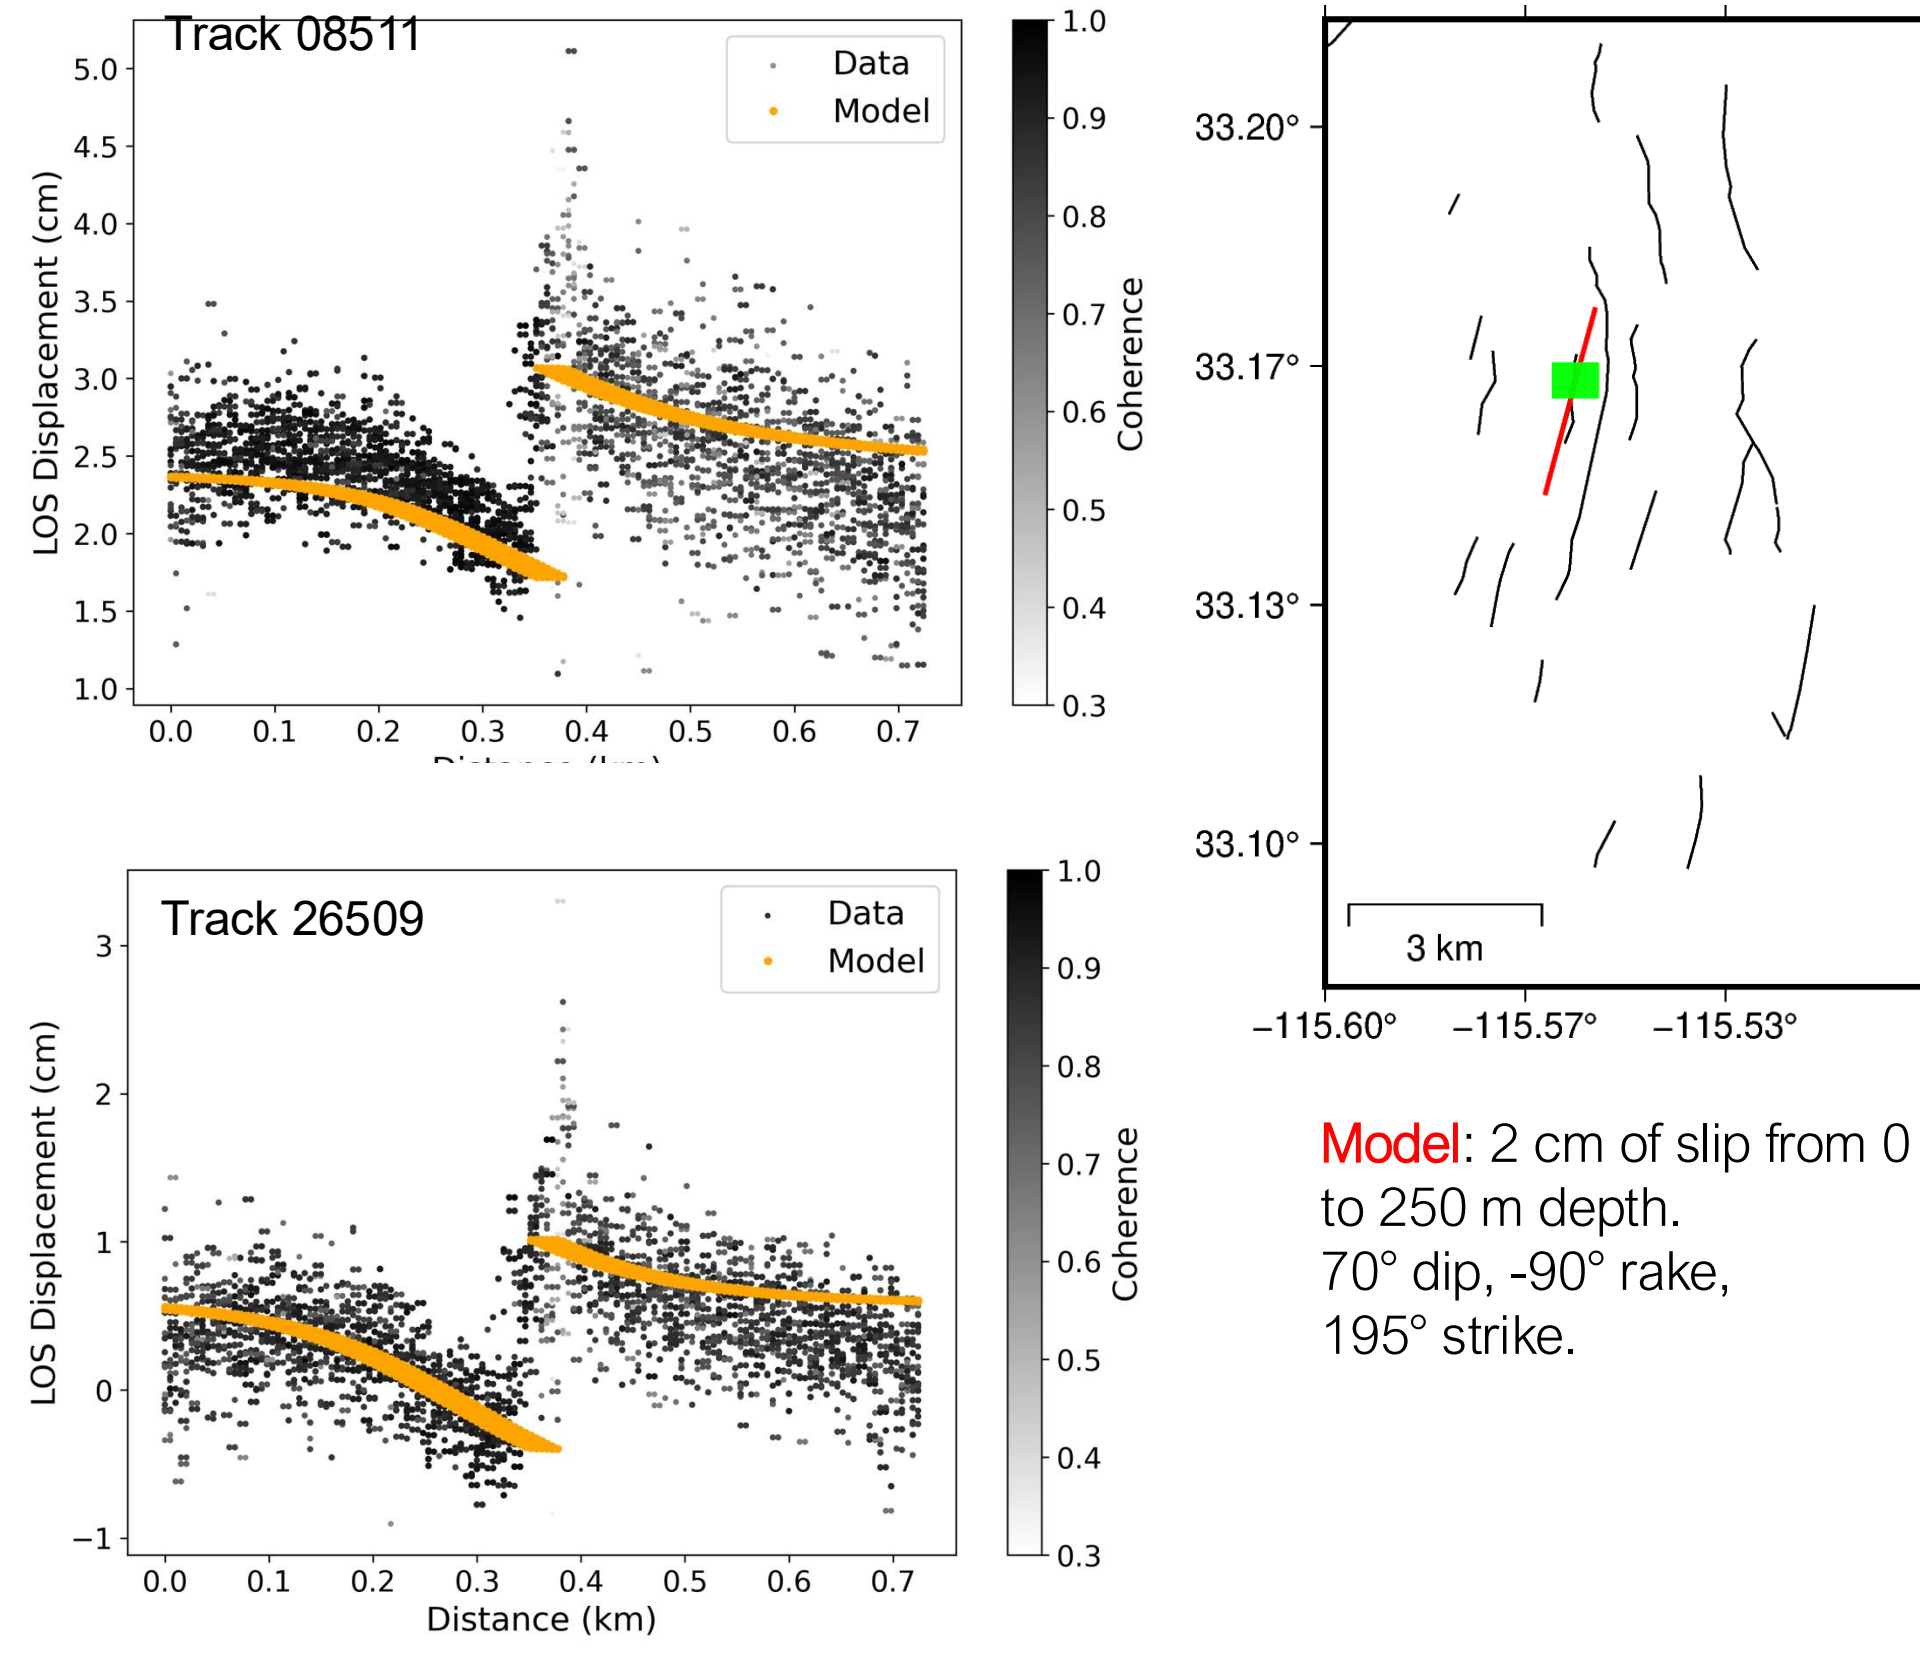 Track 08511
Data
Model
5.0
4.5
4.0
3.5
3.0
2.5
2.0
1.5
1.0
LOS Displacement (cm)
0.0 0.1 0.2 0.3 0.4 0.5 0.6 0.7
Distance (km)
1.0
0.9
0.8
0.7
0.6
0.5
0.4
0.3
Coherence
33.20°
33.17°
33.13°
33.10°
3 km
−115.60° −115.57° −115.53°
Track 26509
Data
Model
3
2
1
0
−1
LOS Displacement (cm)
0.0 0.1 0.2 0.3 0.4 0.5 0.6 0.7
Distance (km)
1.0
0.9
0.8
0.7
0.6
0.5
0.4
0.3
Coherence
Model: 2 cm of slip from 0
to 250 m depth.
70° dip, -90° rake,
195° strike.